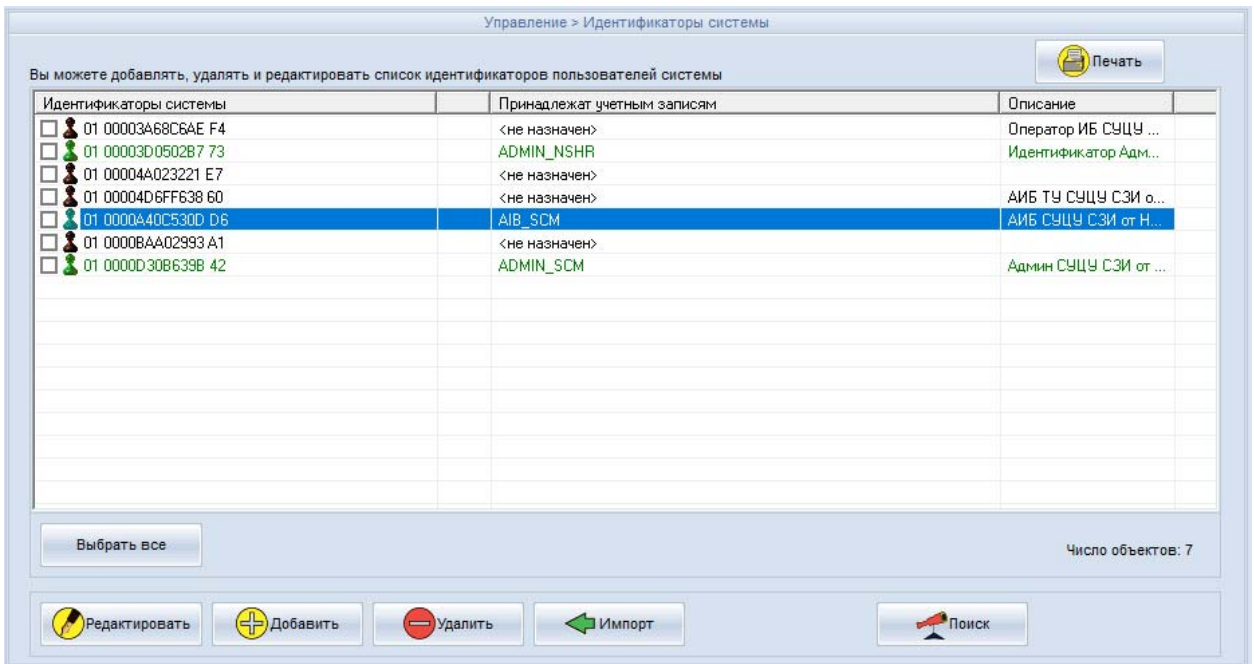 Управление > Идентификаторы системы
Печать
Вы можете добавлять, удалять и редактировать список идентификаторов пользователей системы
Идентификаторы системы Принадлежат учетным записям Описание
01 00003A68C6AE F4 <не назначен> Оператор ИБ СУЦУ ...
01 00003D0502B7 73 ADMIN_NSHR Идентификатор Адм...
01 00004A023221 E7 <не назначен>
01 00004D6FF638 60 <не назначен> АИБ ТУ СУЦУ СЗИ о...
01 0000A40C530D D6 AIB_SCM АИБ СУЦУ СЗИ от Н...
01 0000BAA02993 A1 <не назначен>
01 0000D30B639B 42 ADMIN_SCM Админ СУЦУ СЗИ от ...
Выбрать все Число объектов: 7
Редактировать Добавить Удалить Импорт Поиск